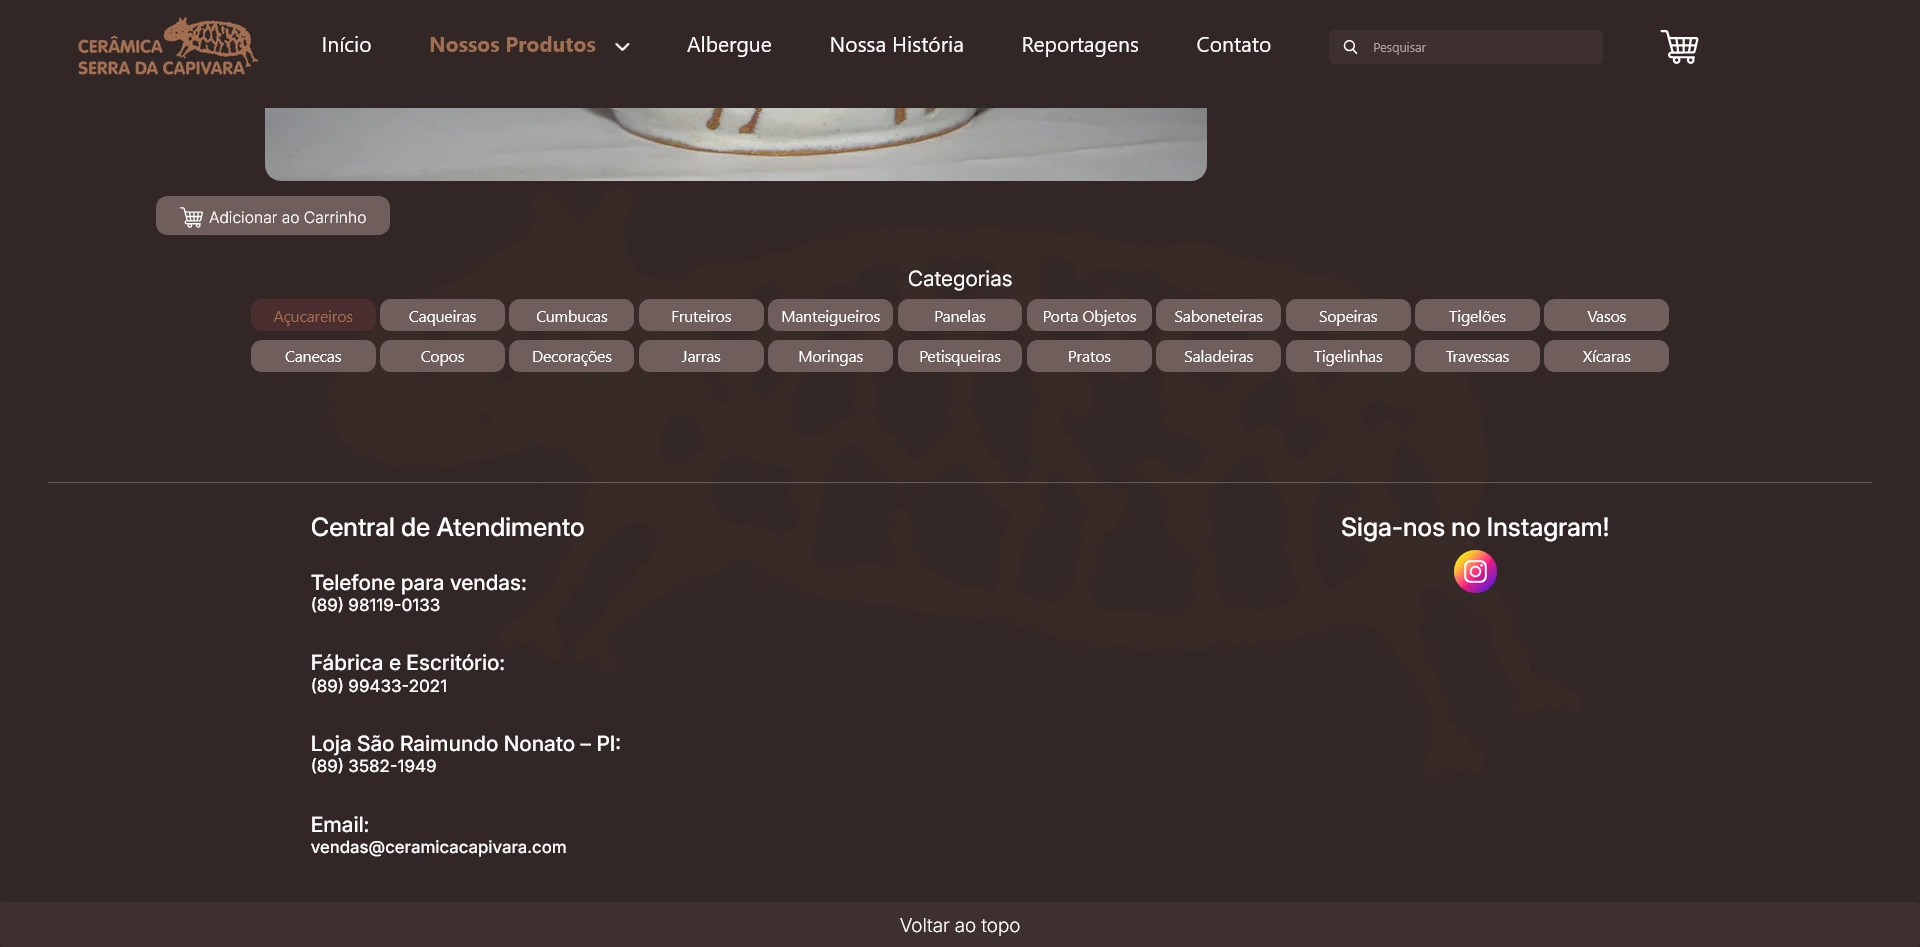 CERÂMICA
SERRA DA CAPIVARA
Início
Nossos Produtos
Albergue
Nossa História
Reportagens
Contato
Pesquisar
Adicionar ao Carrinho
Categorias
Açucareiros
Caqueiras
Cumbucas
Fruteiros
Manteigueiros
Panelas
Porta Objetos
Saboneteiras
Sopeiras
Tigelões
Vasos
Canecas
Copos
Decorações
Jarras
Moringas
Petisqueiras
Pratos
Saladeiras
Tigelinhas
Travessas
Xícaras
Central de Atendimento
Telefone para vendas:
(89) 98119-0133
Fábrica e Escritório:
(89) 99433-2021
Loja São Raimundo Nonato – PI:
(89) 3582-1949
Email:
vendas@ceramicacapivara.com
Siga-nos no Instagram!
Voltar ao topo